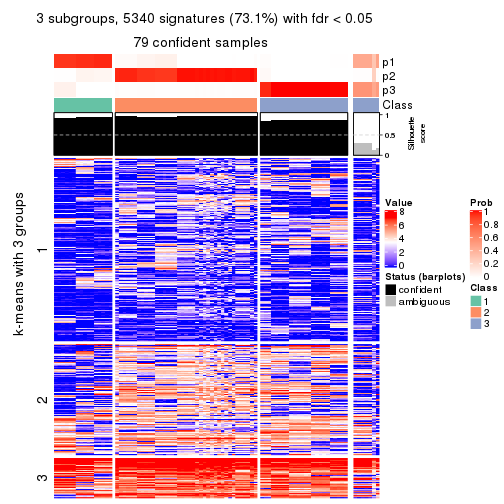 3 subgroups, 5340 signatures (73.1%) with fdr < 0.05
79 confident samples
p1
p2
p3
Class
1
0.5
0
Silhouette
score
k-means with 3 groups
1
2
3
Value
8
6
4
2
0
Status (barplots)
confident
ambiguous
Prob
1
0.8
0.6
0.4
0.2
0
Class
1
2
3